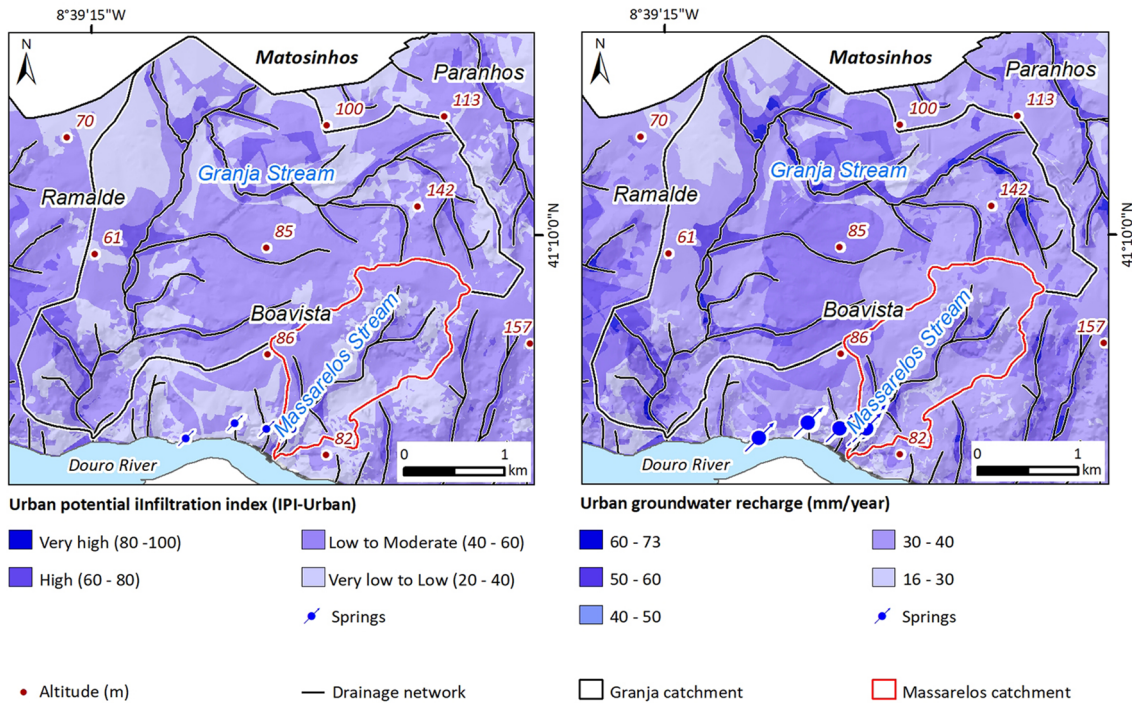 8°39'15"W
8°39'15"W
N
Matosinhos
Paranhos
100
113
70
Granja Stream
142
Ramalde
61
85
41°10'0"N
Boavista
86
Massarelos Stream
157
82
Douro River
0
1
km
N
Paranhos
100
113
70
Granja Stream
142
Ramalde
61
85
41°10'0"N
Boavista
86
Massarelos Stream
157
82
Douro River
0
1
km
Urban potential iInfiltration index (IPI-Urban)
Very high (80 -100)
Low to Moderate (40 - 60)
High (60 - 80)
Very low to Low (20 - 40)
Springs
Urban groundwater recharge (mm/year)
60 - 73
30 - 40
50 - 60
16 - 30
40 - 50
Springs
Altitude (m)
Drainage network
Granja catchment
Massarelos catchment